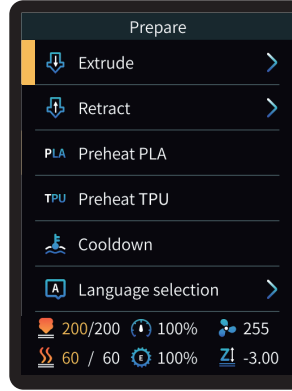 Prepare
Extrude
Retract
PLA Preheat PLA
TPU Preheat TPU
Cooldown
A Language selection
200/200 100% 255
60 / 60 E 100% Z -3.00